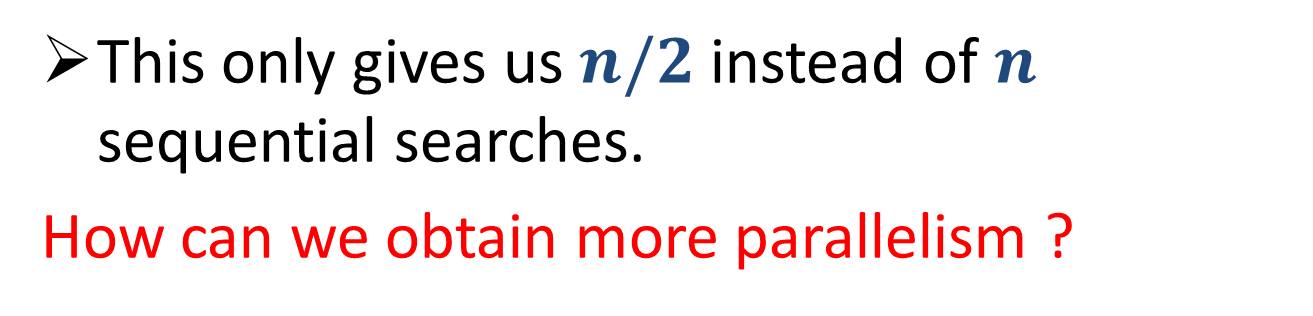 ➢This only gives us n/2 instead of n
sequential searches.
How can we obtain more parallelism ?